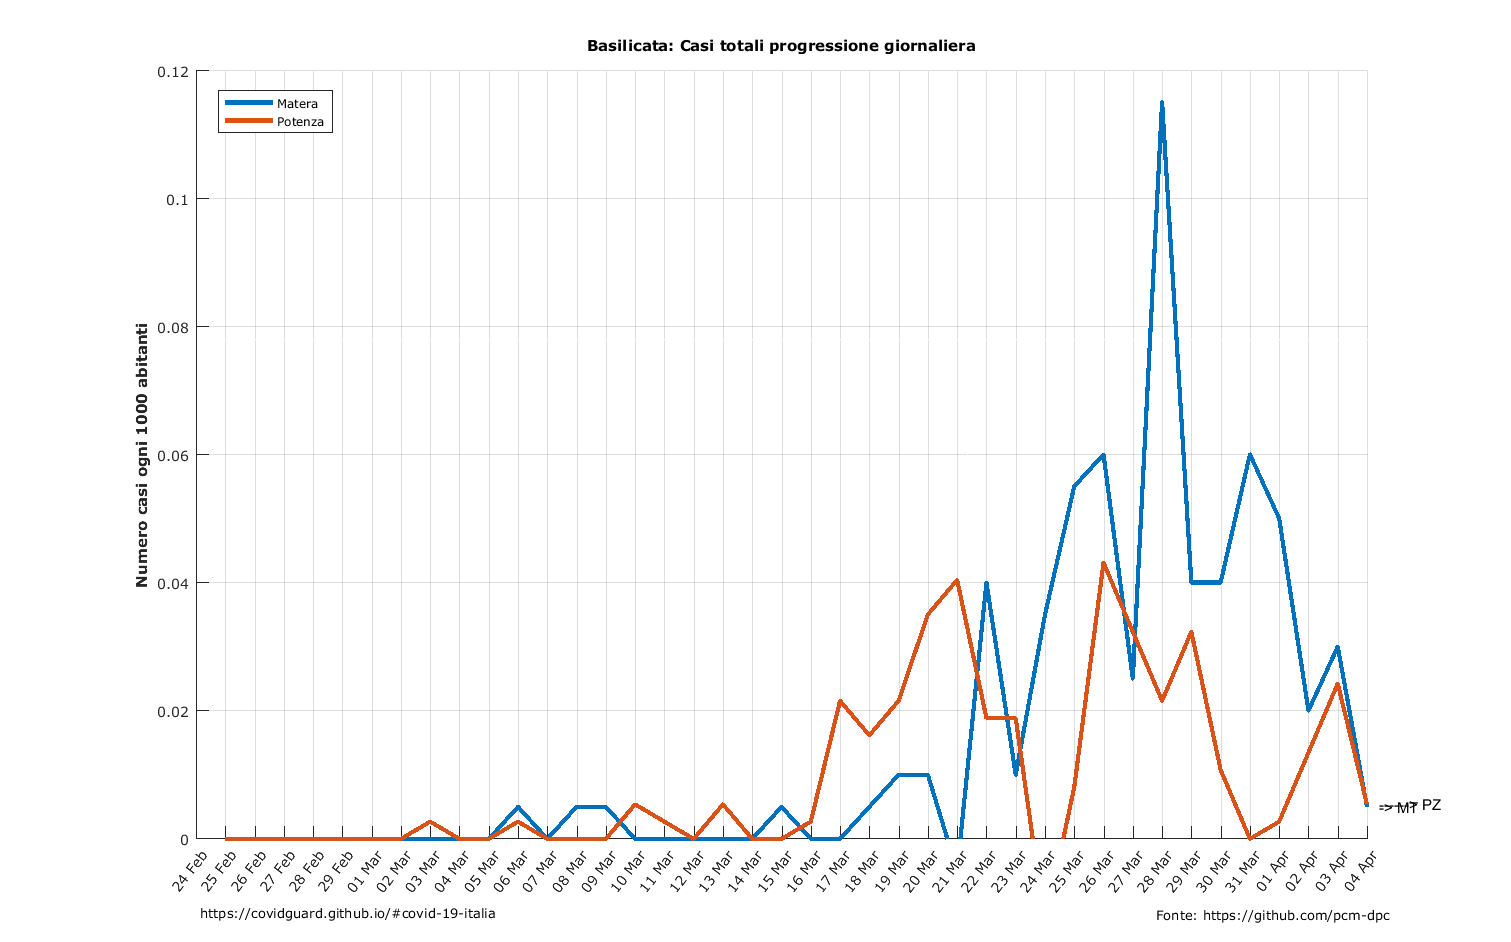 Basilicata: Casi totali progressione giornaliera
Numero casi ogni 1000 abitanti
0.12
0.1
0.08
0.06
0.04
0.02
0
Matera
Potenza
-> MT
---> PZ
24 Feb
25 Feb
26 Feb
27 Feb
28 Feb
29 Feb
01 Mar
02 Mar
03 Mar
04 Mar
05 Mar
06 Mar
07 Mar
08 Mar
09 Mar
10 Mar
11 Mar
12 Mar
13 Mar
14 Mar
15 Mar
16 Mar
17 Mar
18 Mar
19 Mar
20 Mar
21 Mar
22 Mar
23 Mar
24 Mar
25 Mar
26 Mar
27 Mar
28 Mar
29 Mar
30 Mar
31 Mar
01 Apr
02 Apr
03 Apr
04 Apr
https://covidguard.github.io/#covid-19-italia
Fonte: https://github.com/pcm-dpc